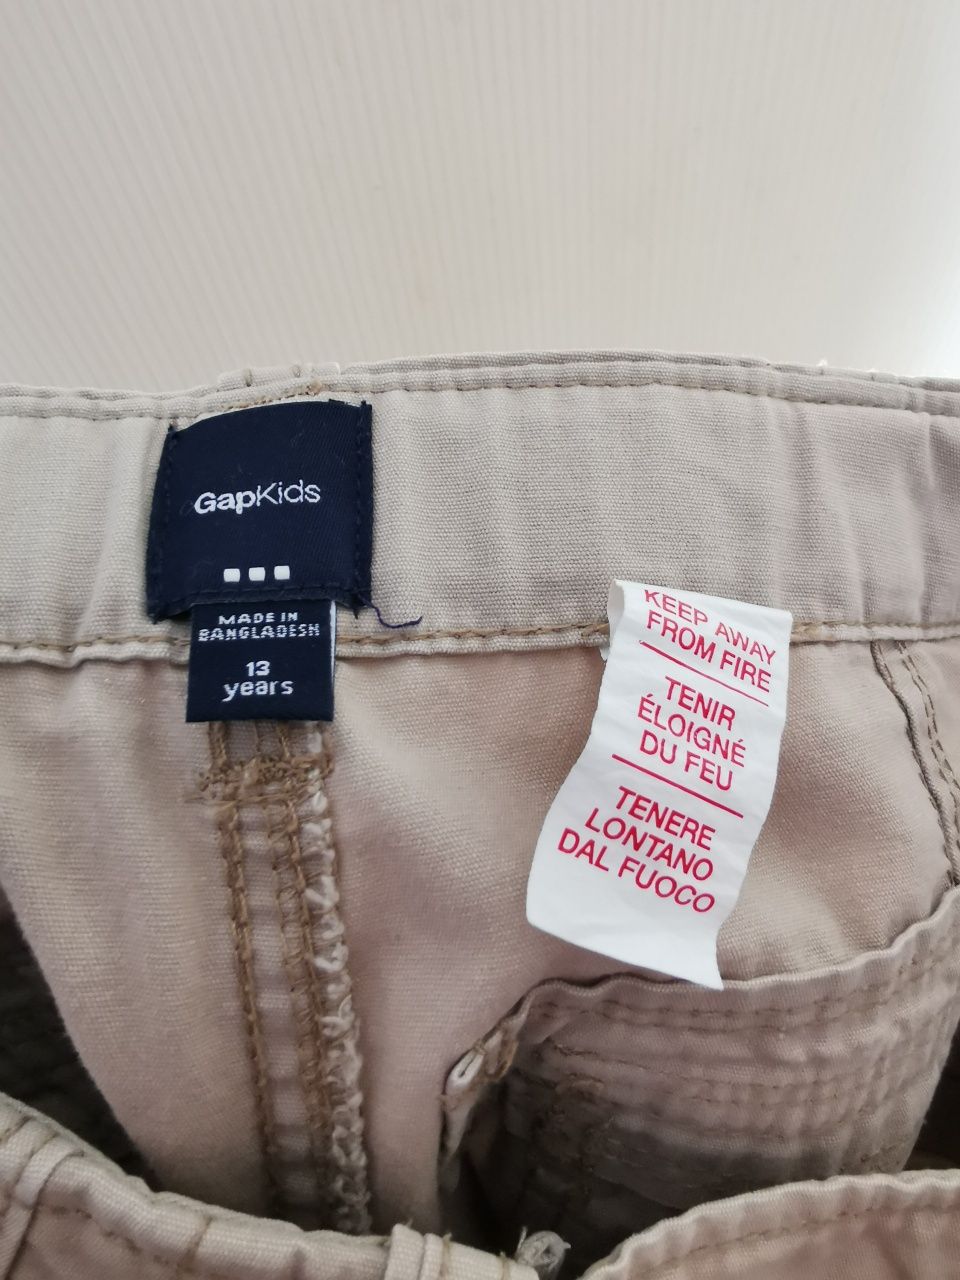 GapKids
MADE IN
BANGLADESH
13
years
KEEP AWAY
FROM FIRE
TENIR
ÉLOIGNÉ
DU FEU
TENERE
LONTANO
DAL FUOCO